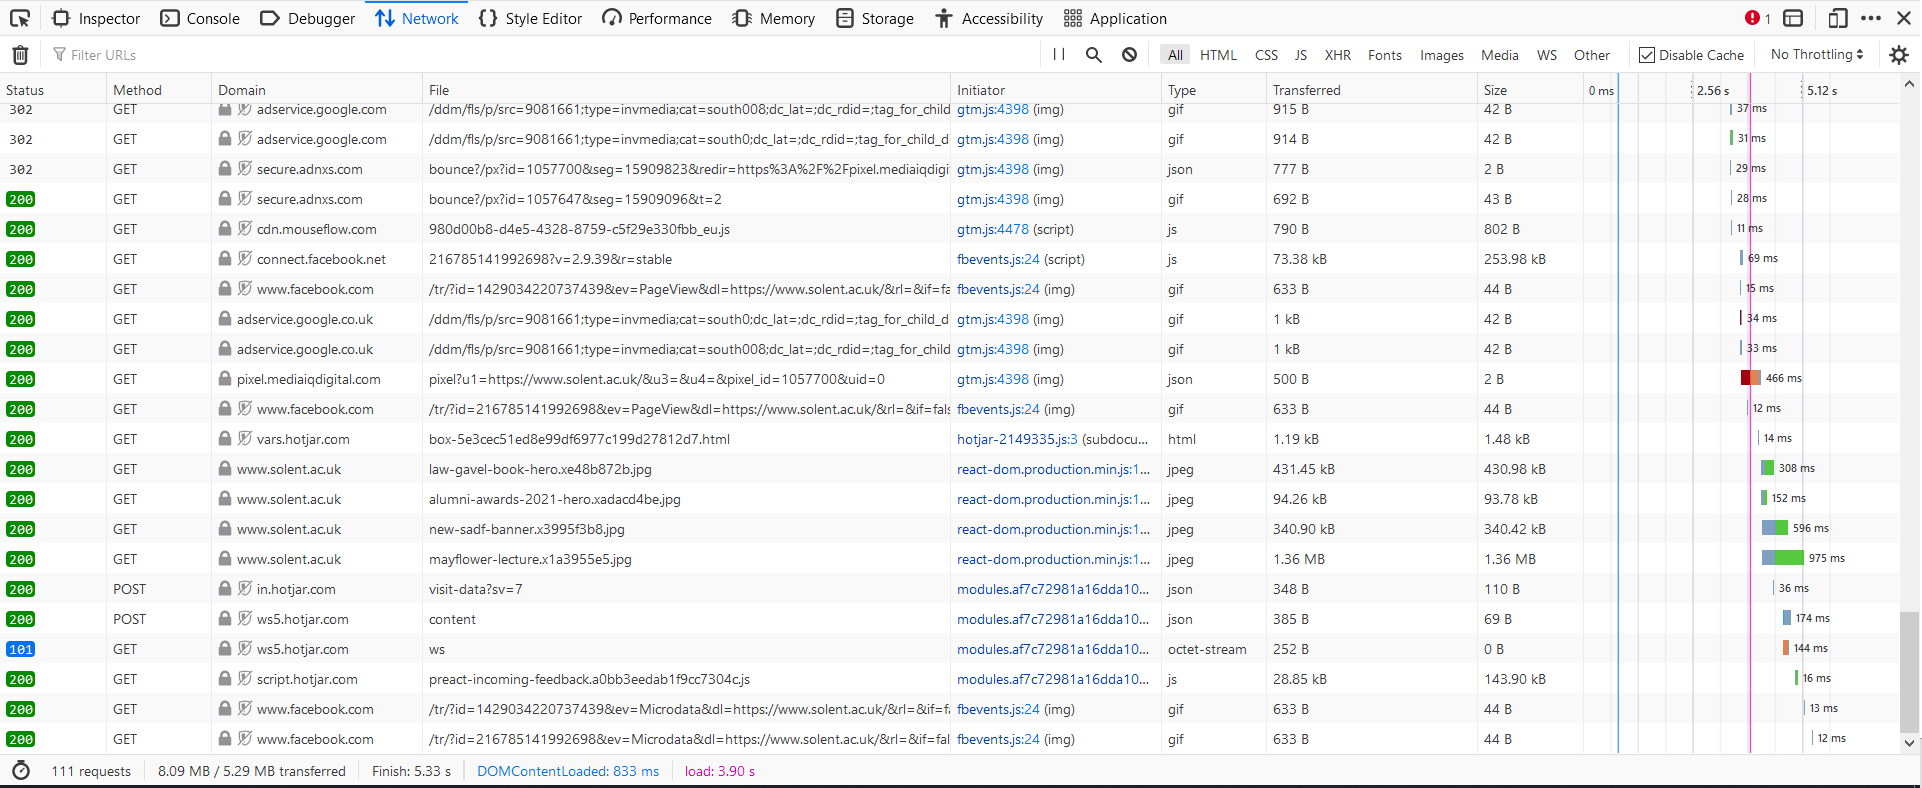 Inspector Console Debugger Network Style Editor Performance Memory Storage Accessibility Application 1
Filter URLs All HTML CSS JS XHR Fonts Images Media WS Other Disable Cache No Throttling
Status Method Domain File Initiator Type Transferred Size 0 ms 2.56 s 5.12 s
302 GET adservice.google.com /ddm/fls/p/src=9081661;type=invmedia;cat=south008;dc_lat=;dc_rdid=;tag_for_child gtm.js:4398 (img) gif 915 B 42 B 37 ms
302 GET adservice.google.com /ddm/fls/p/src=9081661;type=invmedia;cat=south0;dc_lat=;dc_rdid=;tag_for_child_d gtm.js:4398 (img) gif 914 B 42 B 31 ms
302 GET secure.adnxs.com bounce?/px?id=1057700&seg=15909823&redir=https%3A%2F%2Fpixel.mediaiqdigi gtm.js:4398 (img) json 777 B 2 B 29 ms
200 GET secure.adnxs.com bounce?/px?id=1057647&seg=15909096&t=2 gtm.js:4398 (img) gif 692 B 43 B 28 ms
200 GET cdn.mouseflow.com 980d00b8-d4e5-4328-8759-c5f29e330fbb_eu.js gtm.js:4478 (script) js 790 B 802 B 11 ms
200 GET connect.facebook.net 216785141992698?v=2.9.39&r=stable fbevents.js:24 (script) js 73.38 kB 253.98 kB 69 ms
200 GET www.facebook.com /tr/?id=1429034220737439&ev=PageView&dl=https://www.solent.ac.uk/&rl=&if=fa fbevents.js:24 (img) gif 633 B 44 B 15 ms
200 GET adservice.google.co.uk /ddm/fls/p/src=9081661;type=invmedia;cat=south0;dc_lat=;dc_rdid=;tag_for_child_d gtm.js:4398 (img) gif 1 kB 42 B 34 ms
200 GET adservice.google.co.uk /ddm/fls/p/src=9081661;type=invmedia;cat=south008;dc_lat=;dc_rdid=;tag_for_child gtm.js:4398 (img) gif 1 kB 42 B 33 ms
200 GET pixel.mediaiqdigital.com pixel?u1=https://www.solent.ac.uk/&u3=&u4=&pixel_id=1057700&uid=0 gtm.js:4398 (img) json 500 B 2 B 466 ms
200 GET www.facebook.com /tr/?id=216785141992698&ev=PageView&dl=https://www.solent.ac.uk/&rl=&if=fals fbevents.js:24 (img) gif 633 B 44 B 12 ms
200 GET vars.hotjar.com box-5e3cec51ed8e99df6977c199d27812d7.html hotjar-2149335.js:3 (subdocu... html 1.19 kB 1.48 kB 14 ms
200 GET www.solent.ac.uk law-gavel-book-hero.xe48b872b.jpg react-dom.production.min.js:1... jpeg 431.45 kB 430.98 kB 308 ms
200 GET www.solent.ac.uk alumni-awards-2021-hero.xadacd4be.jpg react-dom.production.min.js:1... jpeg 94.26 kB 93.78 kB 152 ms
200 GET www.solent.ac.uk new-sadf-banner.x3995f3b8.jpg react-dom.production.min.js:1... jpeg 340.90 kB 340.42 kB 596 ms
200 GET www.solent.ac.uk mayflower-lecture.x1a3955e5.jpg react-dom.production.min.js:1... jpeg 1.36 MB 1.36 MB 975 ms
200 POST in.hotjar.com visit-data?sv=7 modules.af7c72981a16dda10... json 348 B 110 B 36 ms
200 POST ws5.hotjar.com content modules.af7c72981a16dda10... json 385 B 69 B 174 ms
101 GET ws5.hotjar.com ws modules.af7c72981a16dda10... octet-stream 252 B 0 B 144 ms
200 GET script.hotjar.com preact-incoming-feedback.a0bb3eedab1f9cc7304c.js modules.af7c72981a16dda10... js 28.85 kB 143.90 kB 16 ms
200 GET www.facebook.com /tr/?id=1429034220737439&ev=Microdata&dl=https://www.solent.ac.uk/&rl=&if=fa fbevents.js:24 (img) gif 633 B 44 B 13 ms
200 GET www.facebook.com /tr/?id=216785141992698&ev=Microdata&dl=https://www.solent.ac.uk/&rl=&if=fal fbevents.js:24 (img) gif 633 B 44 B 12 ms
111 requests 8.09 MB / 5.29 MB transferred Finish: 5.33 s DOMContentLoaded: 833 ms load: 3.90 s